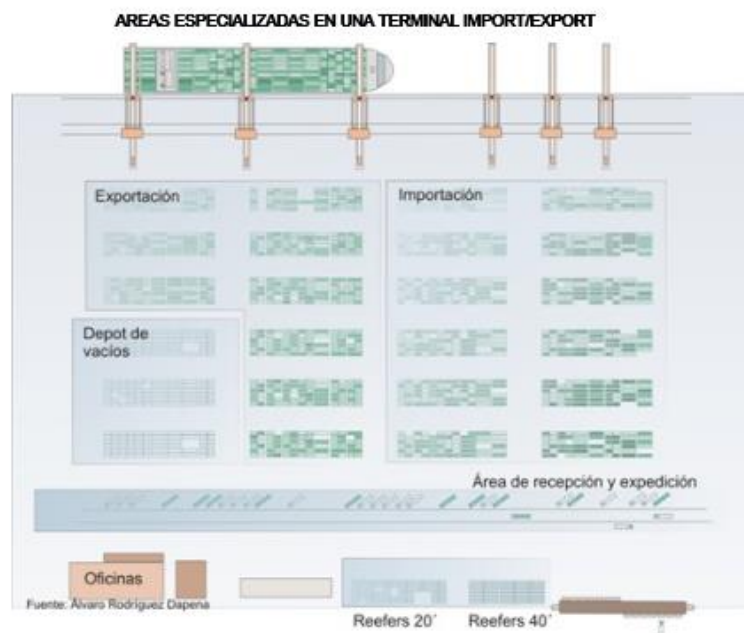 AREAS ESPECIALIZADAS EN UNA TERMINAL IMPORT/EXPORT
Exportación
Importación
Depot de
vacíos
Área de recepción y expedición
Oficinas
Fuente: Álvaro Rodríguez Dapena
Reefers 20´
Reefers 40´